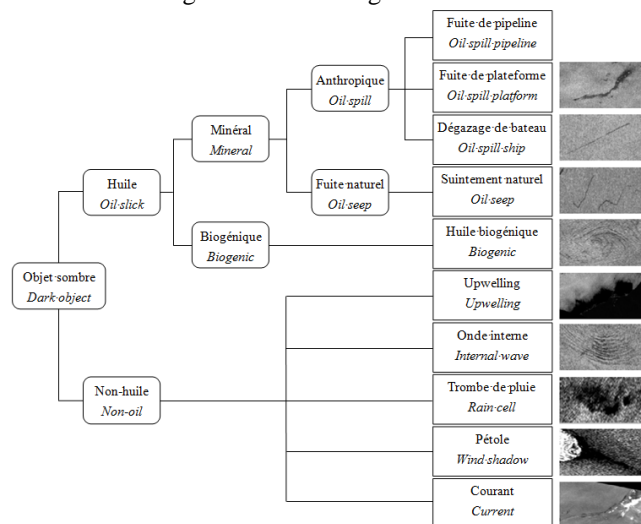 Fuite·de·pipeline
Oil·spill·pipeline
Anthropique
Oil·spill
Fuite·de·plateforme
Oil·spill·platform
Minéral
Mineral
Dégazage·de·bateau
Oil·spill·ship
Huile
Oil·slick
Fuite·naturel
Oil·seep
Suintement·naturel
Oil·seep
Biogénique
Biogenic
Huile·biogénique
Biogenic
Objet·sombre
Dark·object
Upwelling
Upwelling
Onde·interne
Internal·wave
Non-huile
Non-oil
Trombe·de·pluie
Rain·cell
Pétole
Wind·shadow
Courant
Current